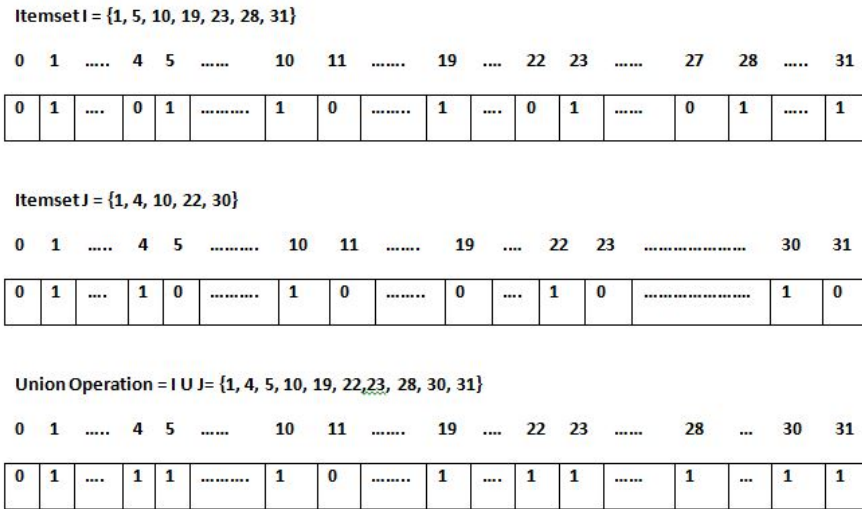 Itemset I = {1, 5, 10, 19, 23, 28, 31}
0 1 ..... 4 5 ...... 10 11 ....... 19 .... 22 23 ...... 27 28 ..... 31
0 1 .... 0 1 .......... 1 0 ........ 1 .... 0 1 ...... 0 1 ..... 1
Itemset J = {1, 4, 10, 22, 30}
0 1 ..... 4 5 .......... 10 11 ....... 19 .... 22 23 ..................... 30 31
0 1 .... 1 0 .......... 1 0 ........ 0 .... 1 0 ...................... 1 0
Union Operation = I U J= {1, 4, 5, 10, 19, 22,23, 28, 30, 31}
0 1 ..... 4 5 ...... 10 11 ....... 19 .... 22 23 ...... 28 ... 30 31
0 1 .... 1 1 .......... 1 0 ........ 1 .... 1 1 ...... 1 ... 1 1